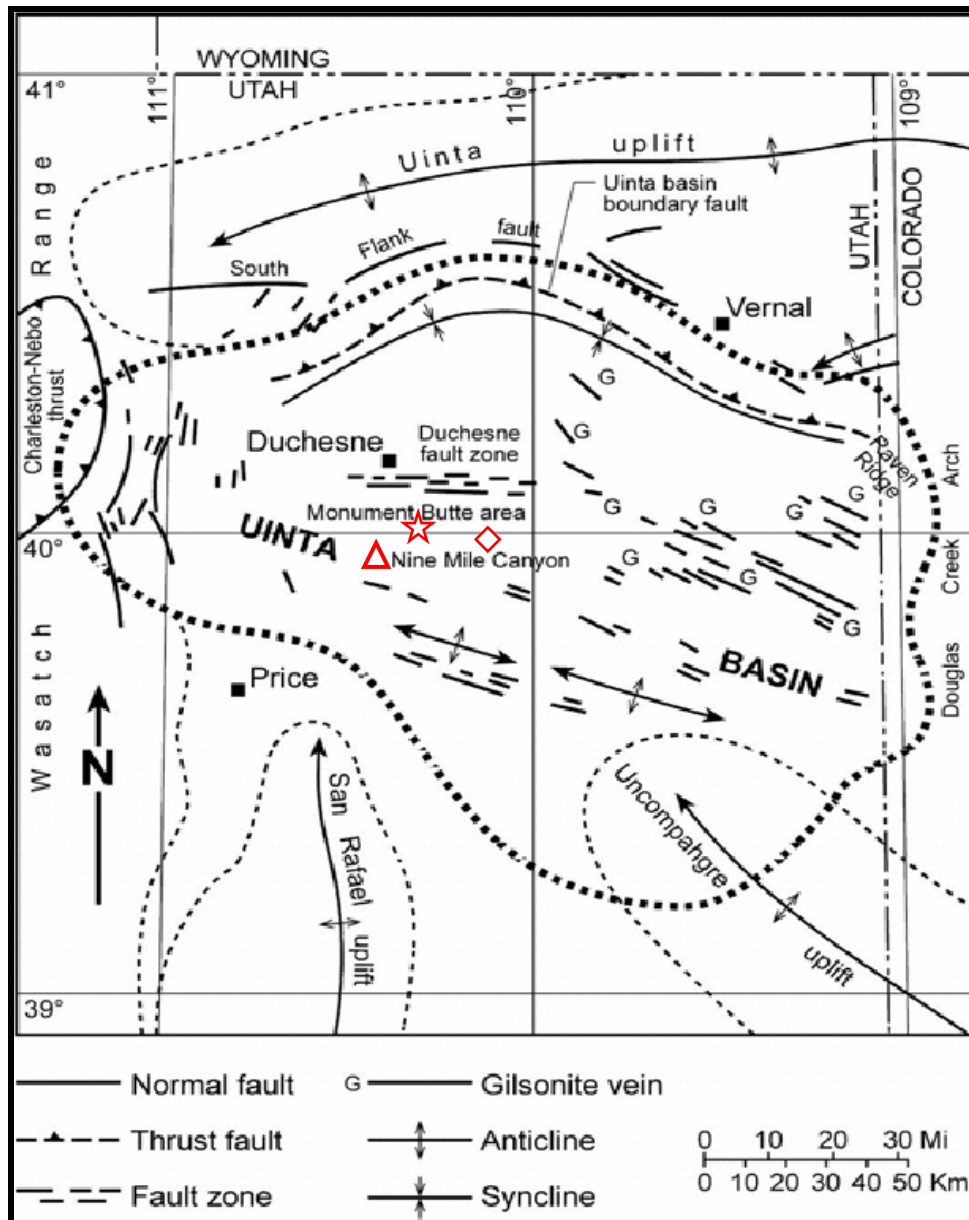 WYOMING
UTAH
41°
111°
110°
109°
Uinta uplift
Uinta basin
boundary fault
UTAH
COLORADO
Wasatch Range
South Flank fault
Vernal
Charleston-Nebo
thrust
G
G
Duchesne
Duchesne
fault zone
Raven
Ridge
Monument Butte area
G
G
G
G
40°
UINTA
Nine Mile Canyon
G
G
G
Douglas Creek Arch
BASIN
Price
N
San Rafael uplift
Uncompahgre uplift
39°
Normal fault
G Gilsonite vein
Thrust fault
Anticline
Fault zone
Syncline
0 10 20 30 Mi
0 10 20 30 40 50 Km